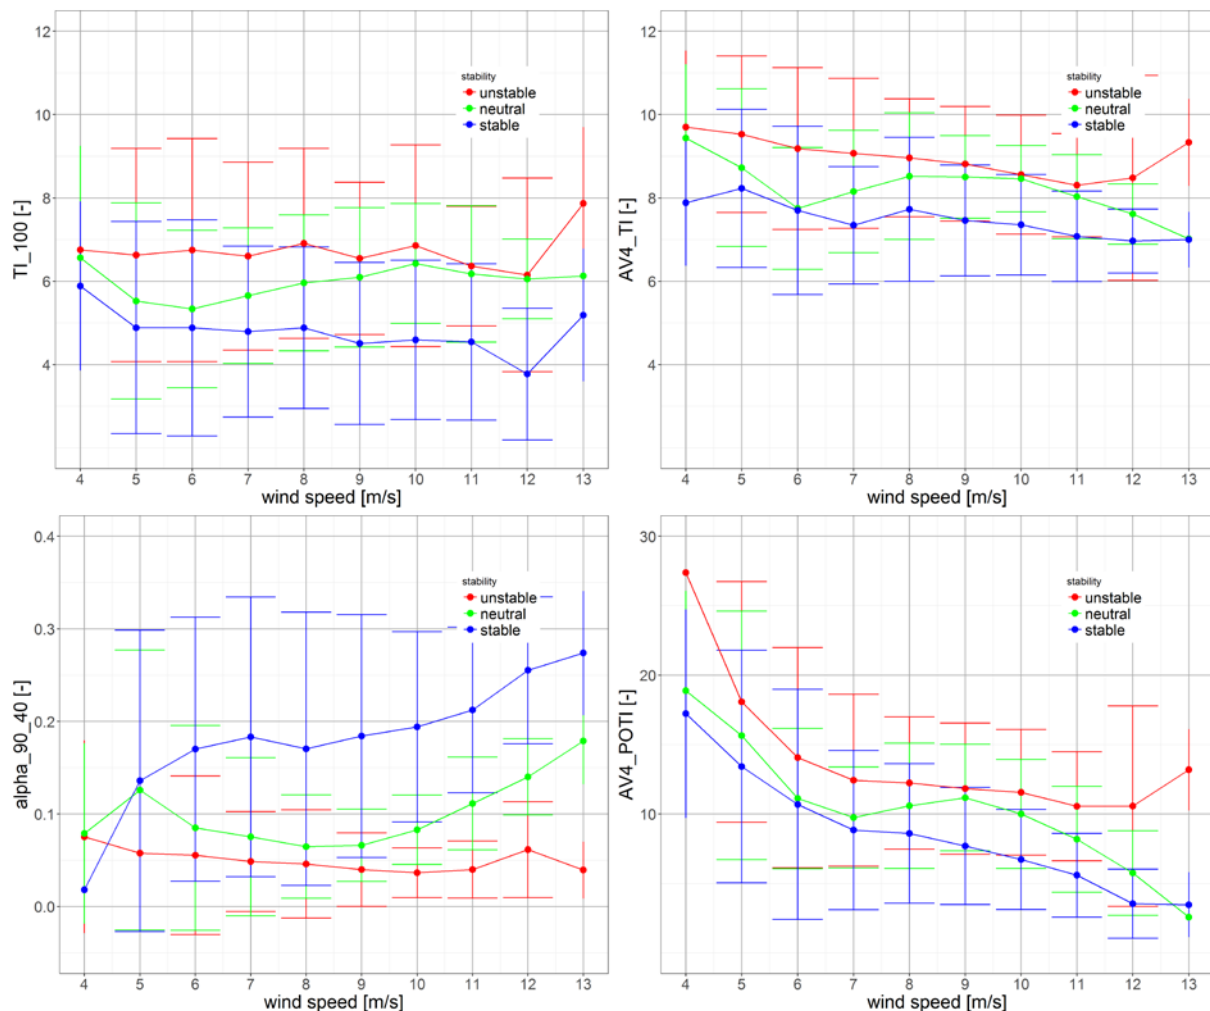 12
10
8
6
4
TI_100 [-]
stability
unstable
neutral
stable
4 5 6 7 8 9 10 11 12 13
wind speed [m/s]
12
10
8
6
4
AV4_TI [-]
stability
unstable
neutral
stable
4 5 6 7 8 9 10 11 12 13
wind speed [m/s]
0.4
0.3
0.2
0.1
0.0
alpha_90_40 [-]
stability
unstable
neutral
stable
4 5 6 7 8 9 10 11 12 13
wind speed [m/s]
30
20
10
AV4_POTI [-]
stability
unstable
neutral
stable
4 5 6 7 8 9 10 11 12 13
wind speed [m/s]